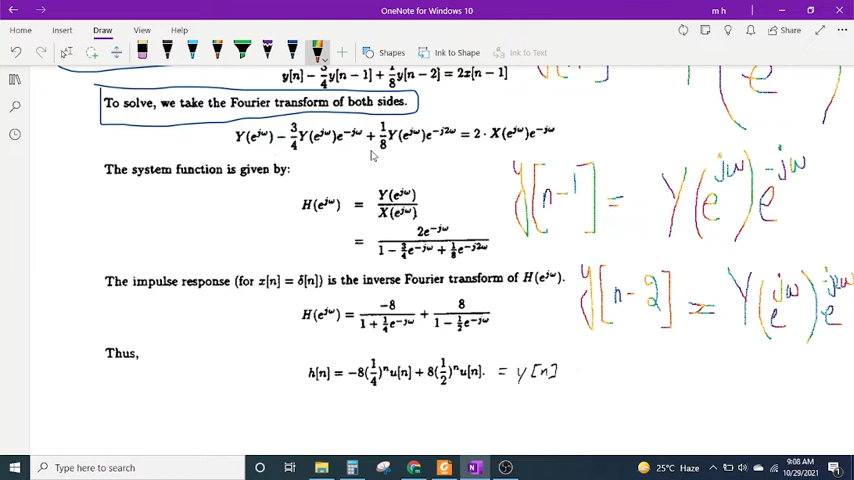 OneNote for Windows 10
m h
Home Insert Draw History Review View Help Share
Shapes Ink to Shape Ink to Text
y[n] − 3/4 y[n − 1] + 1/8 y[n − 2] = 2x[n − 1]
To solve, we take the Fourier transform of both sides.
Y(e^{jω}) − 3/4 Y(e^{jω})e^{−jω} + 1/8 Y(e^{jω})e^{−j2ω} = 2 · X(e^{jω})e^{−jω}
The system function is given by:
H(e^{jω}) = Y(e^{jω}) / X(e^{jω})
= 2e^{−jω} / (1 − 3/4 e^{−jω} + 1/8 e^{−j2ω})
y[n-1] = Y(e^{jω}) e^{-jω}
The impulse response (for x[n] = δ[n]) is the inverse Fourier transform of H(e^{jω}).
y[n-2] = Y(e^{jω}) e
H(e^{jω}) = −8 / (1 + 1/4 e^{−jω}) + 8 / (1 − 1/2 e^{−jω})
Thus,
h[n] = −8(1/4)^n u[n] + 8(1/2)^n u[n]. = y[n]
Type here to search
25°C Haze
9:08 AM
10/29/2021